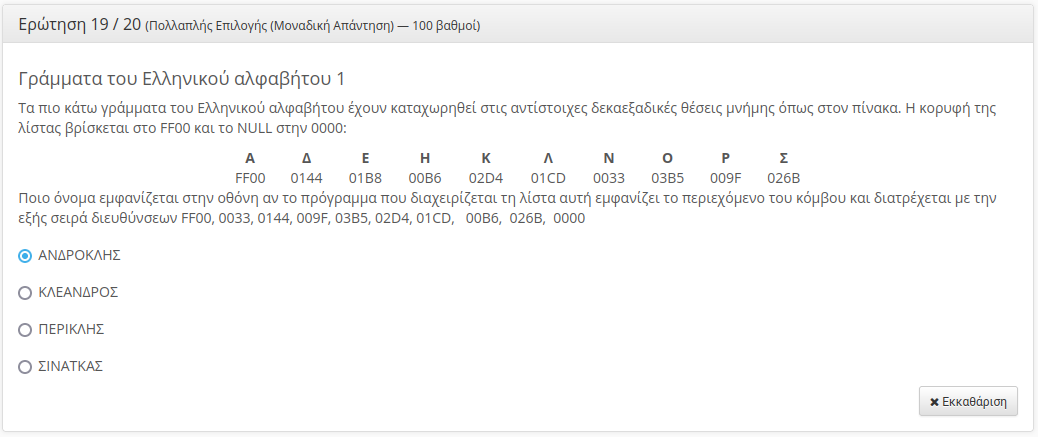 Ερώτηση 19 / 20 (Πολλαπλής Επιλογής (Μοναδική Απάντηση) — 100 βαθμοί)
Γράμματα του Ελληνικού αλφαβήτου 1
Τα πιο κάτω γράμματα του Ελληνικού αλφαβήτου έχουν καταχωρηθεί στις αντίστοιχες δεκαεξαδικές θέσεις μνήμης όπως στον πίνακα. Η κορυφή της
λίστας βρίσκεται στο FF00 και το NULL στην 0000:
Α Δ Ε Η Κ Λ Ν Ο Ρ Σ
FF00 0144 01B8 00B6 02D4 01CD 0033 03B5 009F 026B
Ποιο όνομα εμφανίζεται στην οθόνη αν το πρόγραμμα που διαχειρίζεται τη λίστα αυτή εμφανίζει το περιεχόμενο του κόμβου και διατρέχεται με την
εξής σειρά διευθύνσεων FF00, 0033, 0144, 009F, 03B5, 02D4, 01CD, 00B6, 026B, 0000
ΑΝΔΡΟΚΛΗΣ
ΚΛΕΑΝΔΡΟΣ
ΠΕΡΙΚΛΗΣ
ΣΙΝΑΤΚΑΣ
✖ Εκκαθάριση